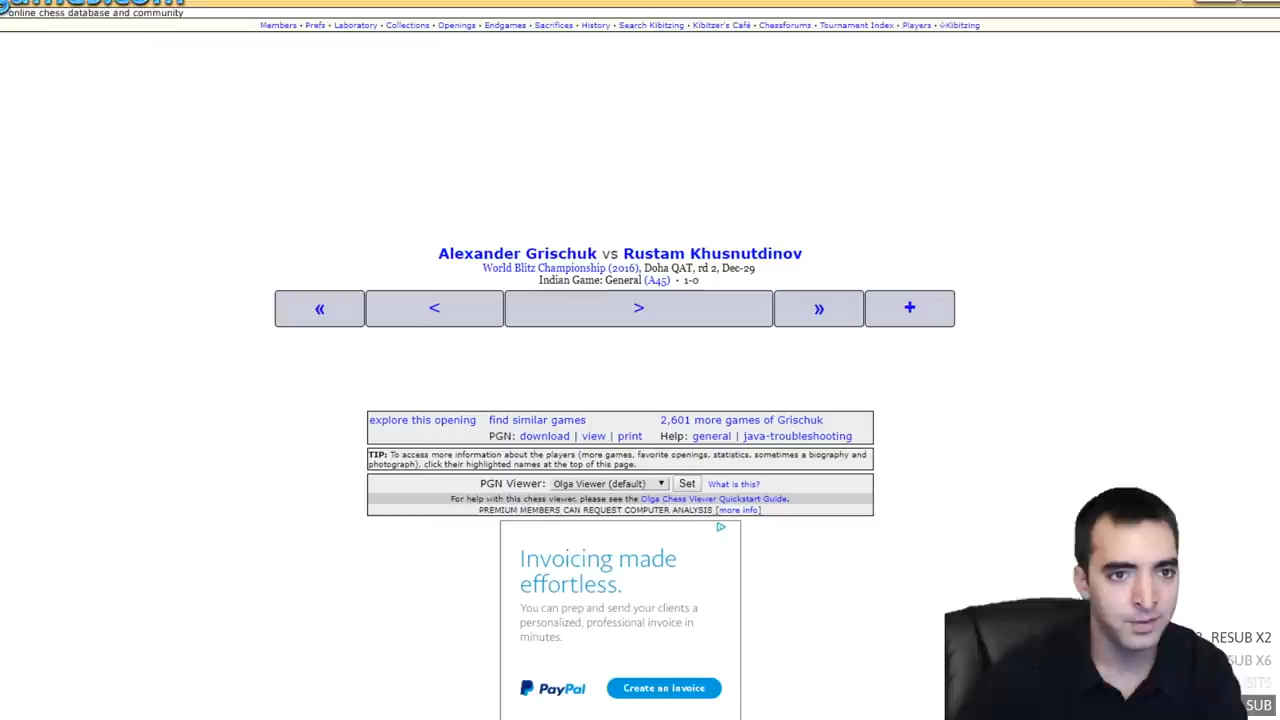 games.com
online chess database and community
Members • Prefs • Laboratory • Collections • Openings • Endgames • Sacrifices • History • Search Kibitzing • Kibitzer's Café • Chessforums • Tournament Index • Players • ↓Kibitzing
Alexander Grischuk vs Rustam Khusnutdinov
World Blitz Championship (2016), Doha QAT, rd 2, Dec-29
Indian Game: General (A45) • 1-0
« < > » +
explore this opening find similar games 2,601 more games of Grischuk
PGN: download | view | print Help: general | java-troubleshooting
TIP: To access more information about the players (more games, favorite openings, statistics, sometimes a biography and
photograph), click their highlighted names at the top of this page.
PGN Viewer: Olga Viewer (default) ▼ Set What is this?
For help with this chess viewer, please see the Olga Chess Viewer Quickstart Guide.
PREMIUM MEMBERS CAN REQUEST COMPUTER ANALYSIS [more info]
Invoicing made
effortless.
You can prep and send your clients a
personalized, professional invoice in
minutes.
PayPal Create an Invoice
RESUB X2
SUB X6
BITS
SUB